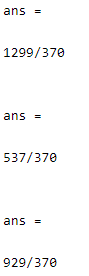 ans =
1299/370
ans =
537/370
ans =
929/370